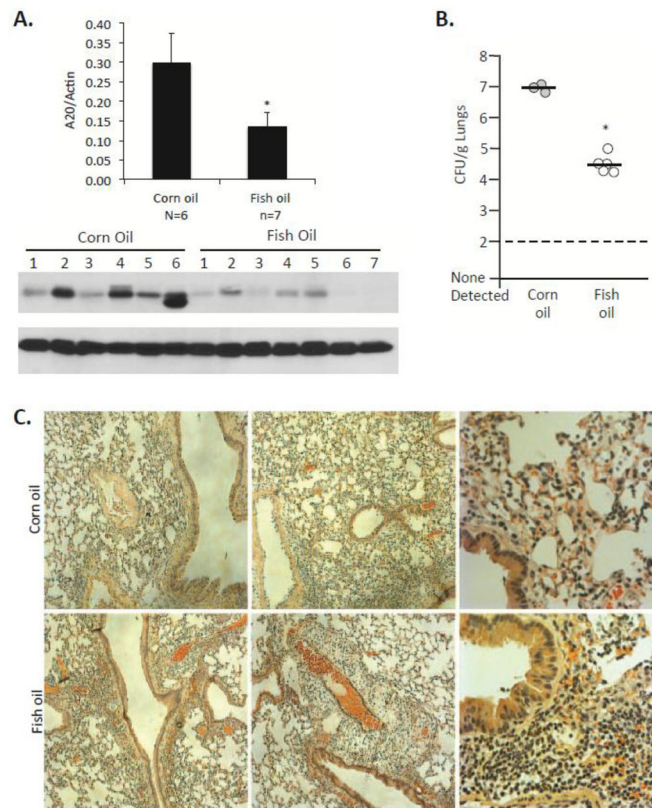 A.
0.40
0.35
0.30
0.25
0.20
0.15
0.10
0.05
0.00
A20/Actin
*
Corn oil
N=6
Fish oil
n=7
Corn Oil
Fish Oil
1 2 3 4 5 6 1 2 3 4 5 6 7
B.
8
7
6
5
4
3
2
CFU/g Lungs
*
None
Detected
Corn
oil
Fish
oil
C.
Corn oil
Fish oil